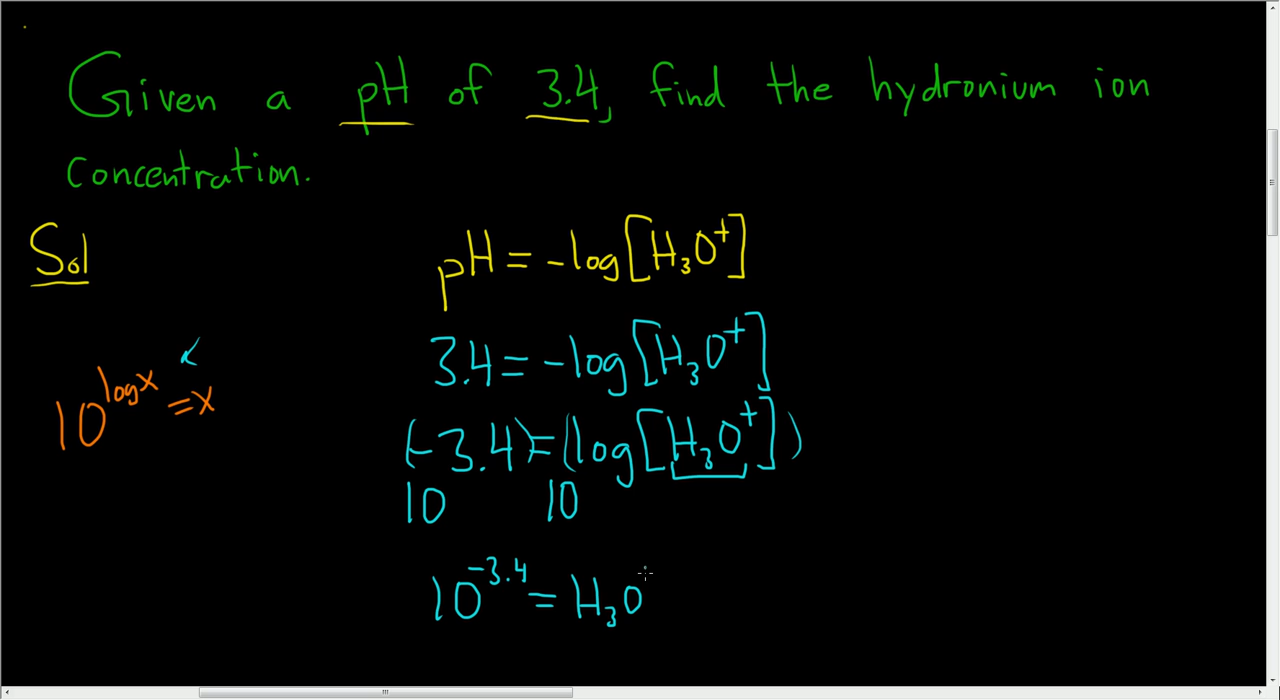 Given a pH of 3.4, find the hydronium ion
concentration.
Sol
pH = -log[H₃O⁺]
3.4 = -log[H₃O⁺]
10^(log x) = x
(-3.4) = (log[H₃O⁺])
10 10
10^(-3.4) = H₃O